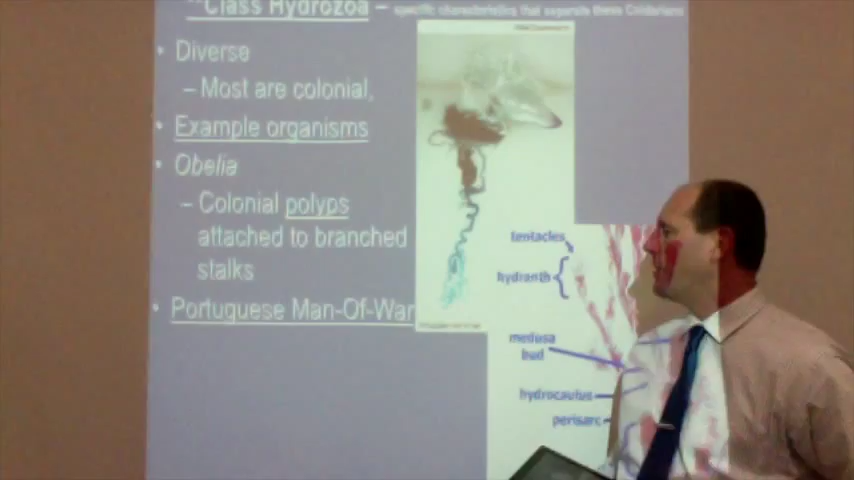 **Class Hydrozoa – specific characteristics that separate these Cnidarians
• Diverse
– Most are colonial,
• Example organisms
• Obelia
– Colonial polyps
attached to branched
stalks
• Portuguese Man-Of-War
tentacles
hydranth
medusa
bud
hydrocaulus
perisarc